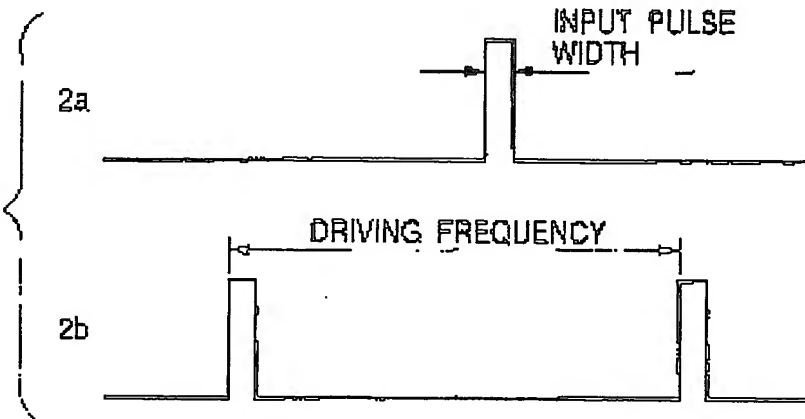 INPUT PULSE
WIDTH
2a
DRIVING FREQUENCY
2b